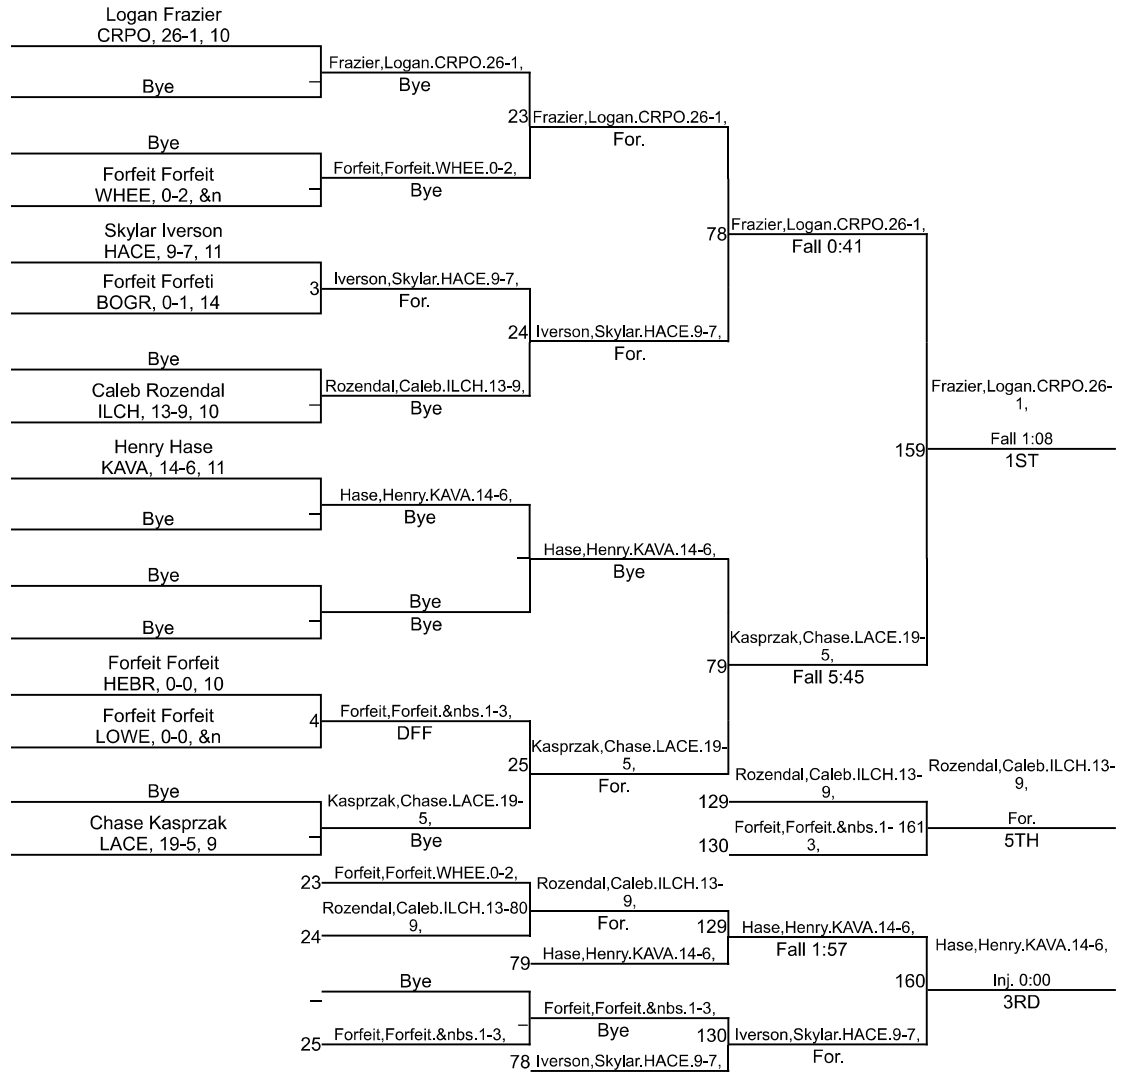 Logan Frazier
CRPO, 26-1, 10
Frazier,Logan.CRPO.26-1,
Bye
Bye
23
Frazier,Logan.CRPO.26-1,
For.
Bye
Forfeit Forfeit
WHEE, 0-2, &n
Forfeit,Forfeit.WHEE.0-2,
Bye
Skylar Iverson
HACE, 9-7, 11
78
Frazier,Logan.CRPO.26-1,
Fall 0:41
Forfeit Forfeti
BOGR, 0-1, 14
3
Iverson,Skylar.HACE.9-7,
For.
24
Iverson,Skylar.HACE.9-7,
For.
Bye
Caleb Rozendal
ILCH, 13-9, 10
Rozendal,Caleb.ILCH.13-9,
Bye
Frazier,Logan.CRPO.26-
1,
159
Fall 1:08
1ST
Henry Hase
KAVA, 14-6, 11
Hase,Henry.KAVA.14-6,
Bye
Bye
Hase,Henry.KAVA.14-6,
Bye
Bye
Bye
Bye
Bye
Kasprzak,Chase.LACE.19-
5,
79
Fall 5:45
Forfeit Forfeit
HEBR, 0-0, 10
Forfeit Forfeit
LOWE, 0-0, &n
4
Forfeit,Forfeit.&nbs.1-3,
DFF
25
Kasprzak,Chase.LACE.19-
5,
For.
Bye
Chase Kasprzak
LACE, 19-5, 9
Kasprzak,Chase.LACE.19-
5,
Bye
129
Rozendal,Caleb.ILCH.13-
9,
Rozendal,Caleb.ILCH.13-
9,
130
Forfeit,Forfeit.&nbs.1-
3,
161
For.
5TH
23
Forfeit,Forfeit.WHEE.0-2,
24
Rozendal,Caleb.ILCH.13-
9,
80
Rozendal,Caleb.ILCH.13-
9,
For.
79
Hase,Henry.KAVA.14-6,
129
Hase,Henry.KAVA.14-6,
Fall 1:57
Hase,Henry.KAVA.14-6,
160
Inj. 0:00
3RD
Bye
25
Forfeit,Forfeit.&nbs.1-3,
Forfeit,Forfeit.&nbs.1-3,
Bye
130
Iverson,Skylar.HACE.9-7,
For.
78
Iverson,Skylar.HACE.9-7,